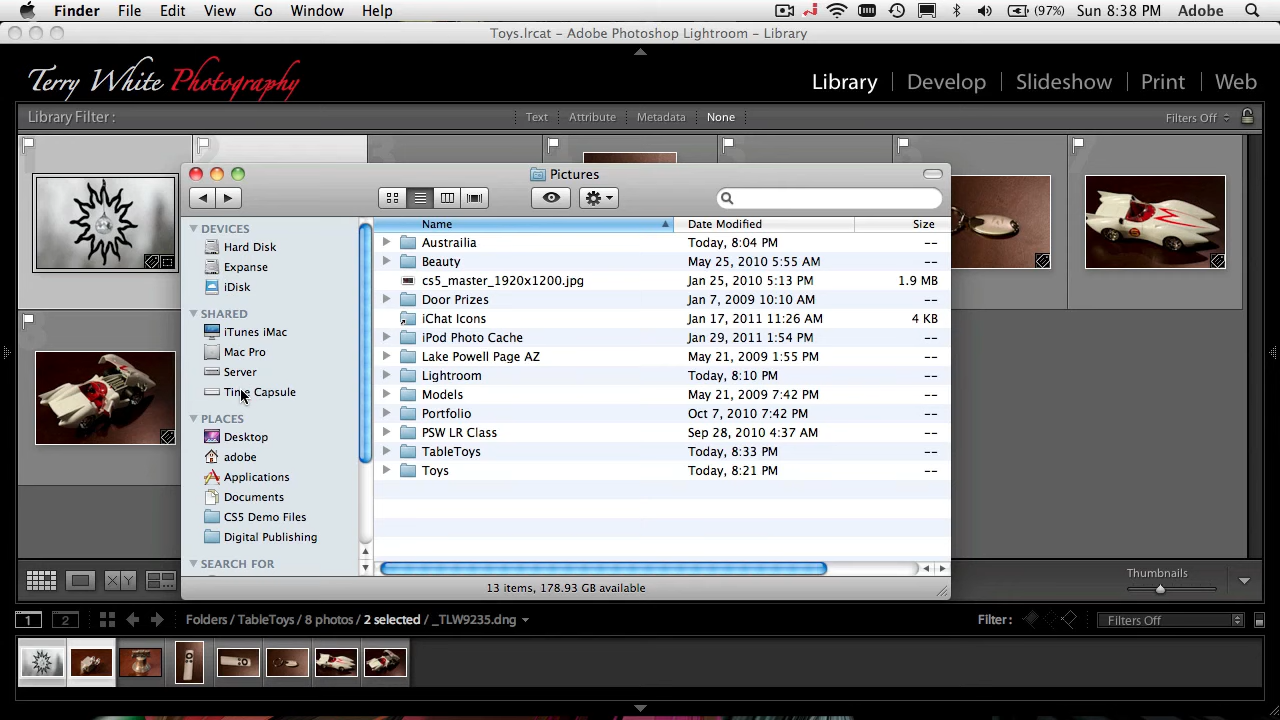 Finder File Edit View Go Window Help (97%) Sun 8:38 PM Adobe
Toys.lrcat – Adobe Photoshop Lightroom – Library
Terry White Photography
Library | Develop | Slideshow | Print | Web
Library Filter : Text Attribute Metadata None Filters Off
Pictures
DEVICES
Hard Disk
Expanse
iDisk
SHARED
iTunes iMac
Mac Pro
Server
Time Capsule
PLACES
Desktop
adobe
Applications
Documents
CS5 Demo Files
Digital Publishing
SEARCH FOR
Name Date Modified Size
Austrailia Today, 8:04 PM --
Beauty May 25, 2010 5:55 AM --
cs5_master_1920x1200.jpg Jan 25, 2010 5:13 PM 1.9 MB
Door Prizes Jan 7, 2009 10:10 AM --
iChat Icons Jan 17, 2011 11:26 AM 4 KB
iPod Photo Cache Jan 29, 2011 1:54 PM --
Lake Powell Page AZ May 21, 2009 1:55 PM --
Lightroom Today, 8:10 PM --
Models May 21, 2009 7:42 PM --
Portfolio Oct 7, 2010 7:42 PM --
PSW LR Class Sep 28, 2010 4:37 AM --
TableToys Today, 8:33 PM --
Toys Today, 8:21 PM --
13 items, 178.93 GB available
Thumbnails
1 2 Folders / TableToys / 8 photos / 2 selected / _TLW9235.dng Filter : Filters Off